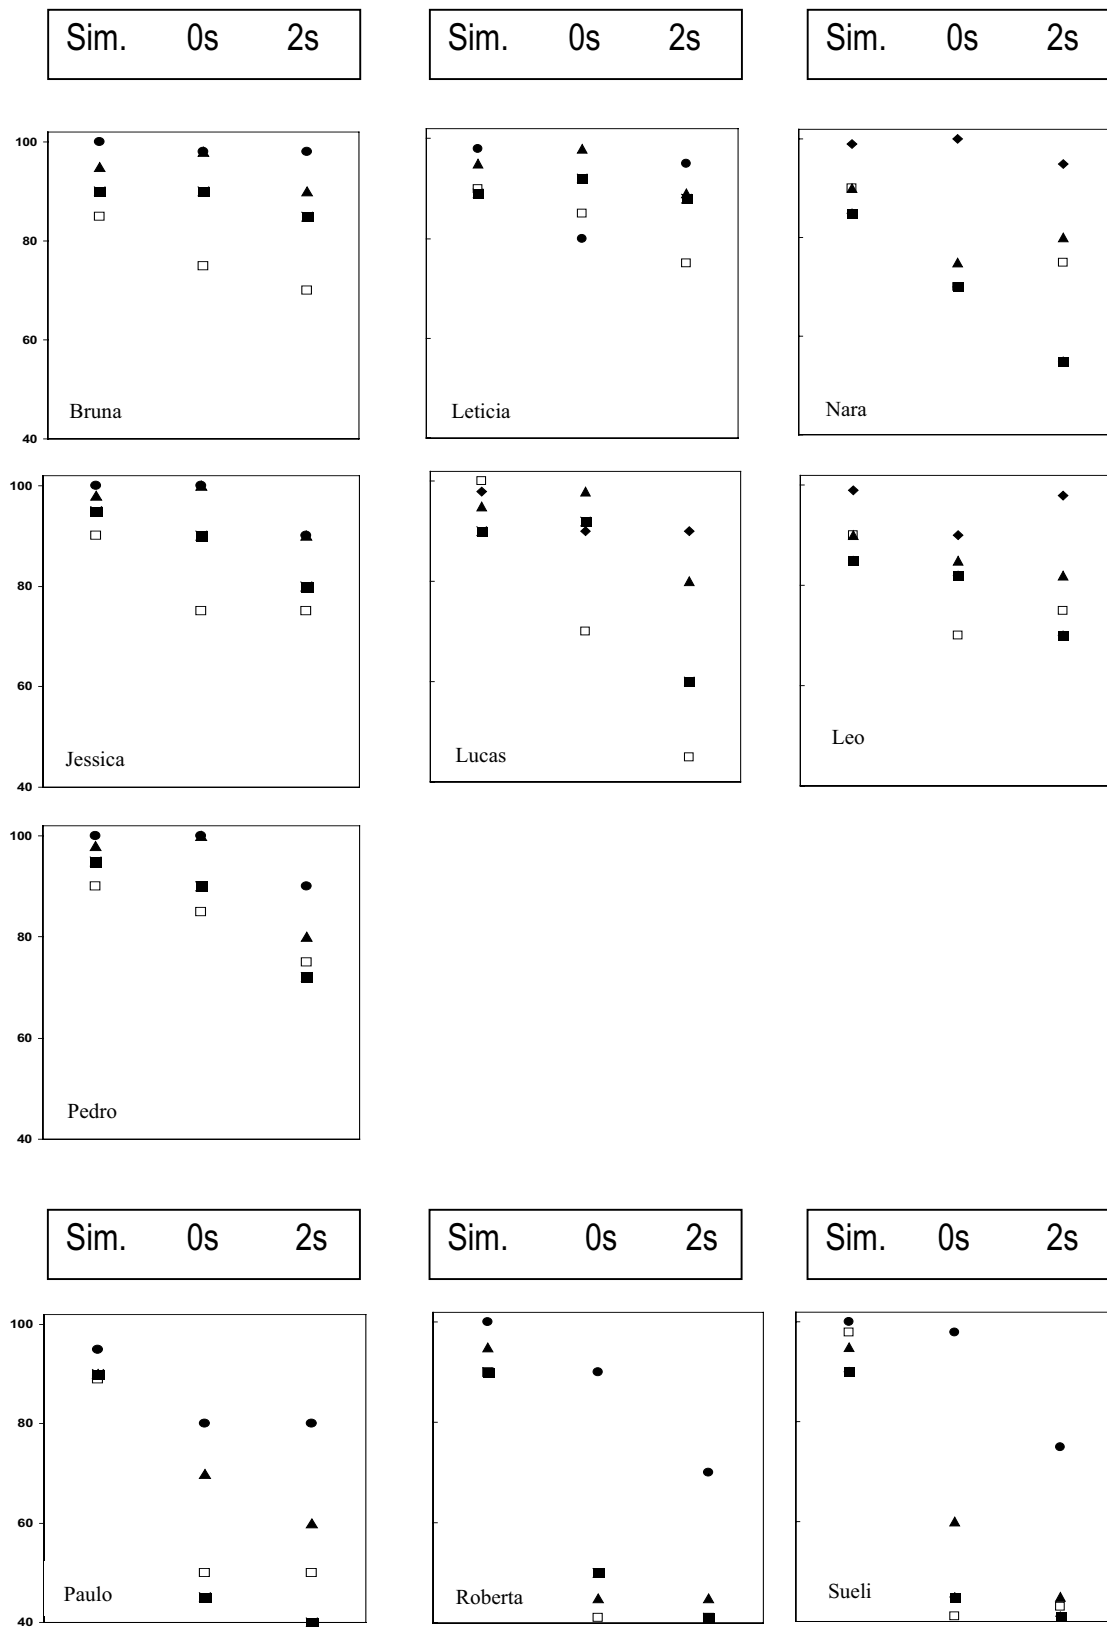 Sim. 0s 2s
Sim. 0s 2s
Sim. 0s 2s
100
80
60
40
Bruna
Leticia
Nara
100
80
60
40
Jessica
Lucas
Leo
100
80
60
40
Pedro
Sim. 0s 2s
Sim. 0s 2s
Sim. 0s 2s
100
80
60
40
Paulo
Roberta
Sueli